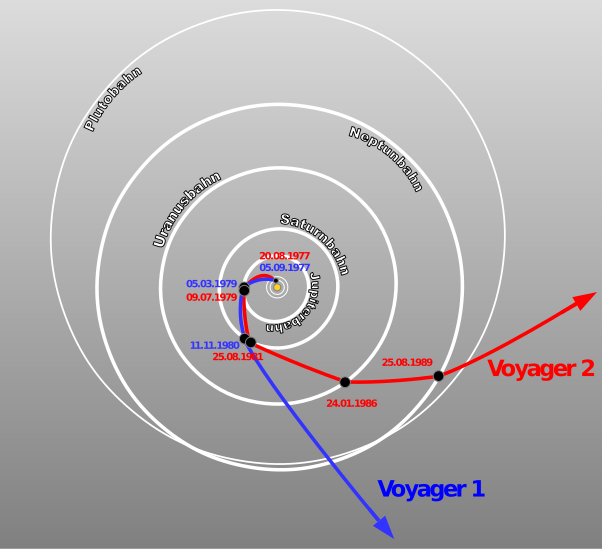 Plutobahn
Neptunbahn
Uranusbahn
Saturnbahn
20.08.1977
05.09.1977
Jupiterbahn
05.03.1979
09.07.1979
11.11.1980
25.08.1981
25.08.1989
Voyager 2
24.01.1986
Voyager 1